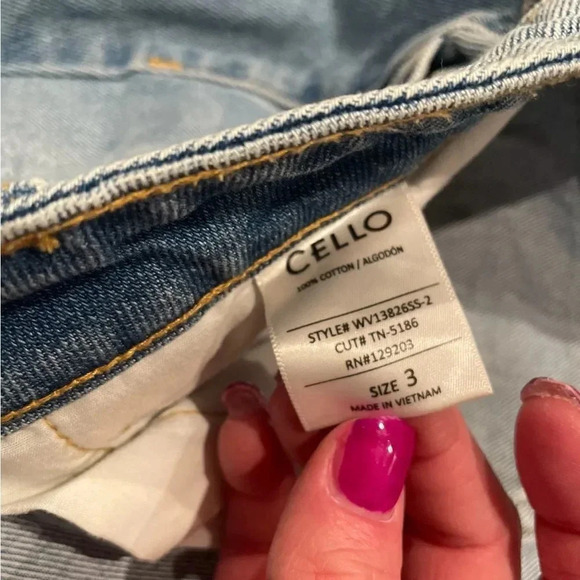 CELLO
100% COTTON / ALGODÓN
STYLE# WV13826SS-2
CUT# TN-5186
RN#129203
SIZE 3
MADE IN VIETNAM